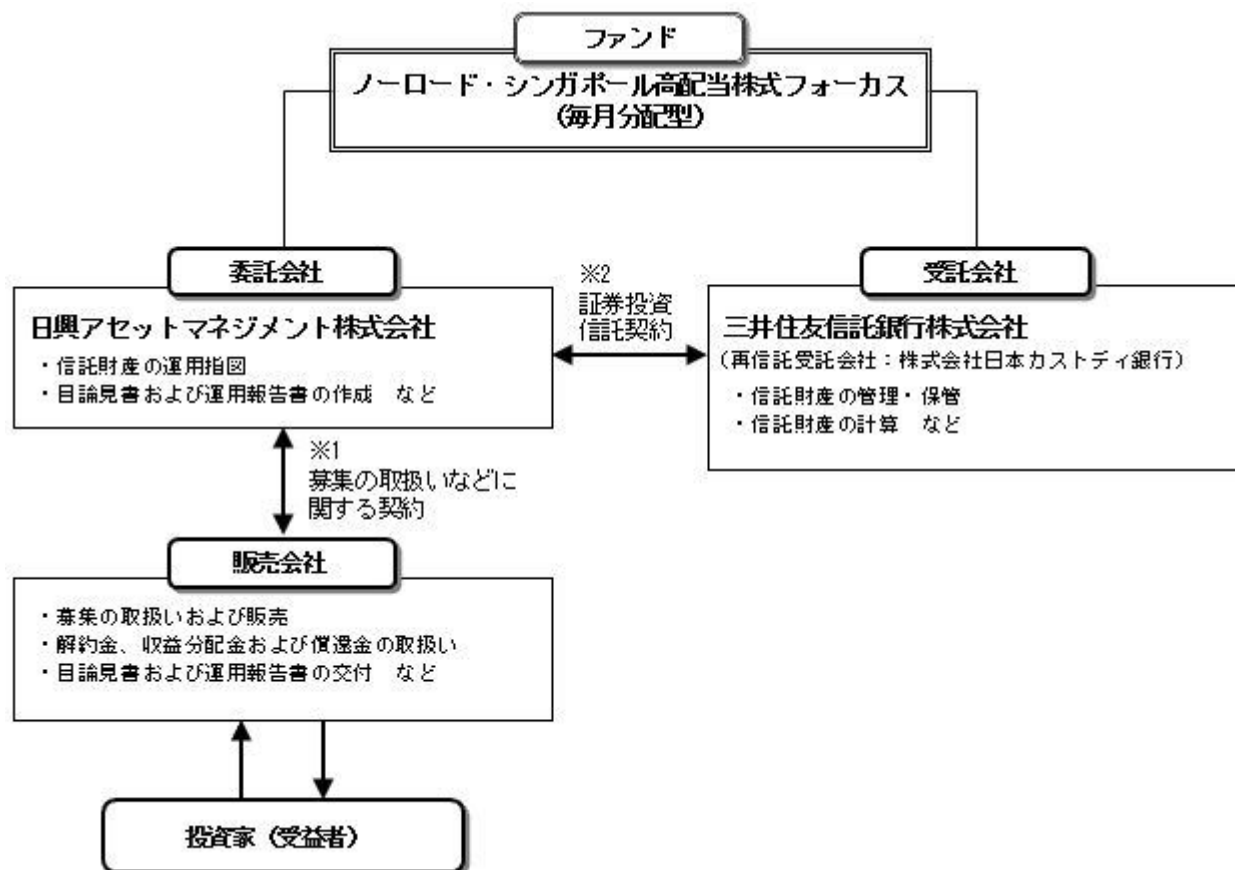 ファンド
ノーロード・シンガポール高配当株式フォーカス
(毎月分配型)
委託会社
日興アセットマネジメント株式会社
・信託財産の運用指図
・目論見書および運用報告書の作成　など
※2
証券投資
信託契約
受託会社
三井住友信託銀行株式会社
(再信託受託会社：株式会社日本カストディ銀行)
・信託財産の管理・保管
・信託財産の計算　など
※1
募集の取扱いなどに
関する契約
販売会社
・募集の取扱いおよび販売
・解約金、収益分配金および償還金の取扱い
・目論見書および運用報告書の交付　など
投資家（受益者）